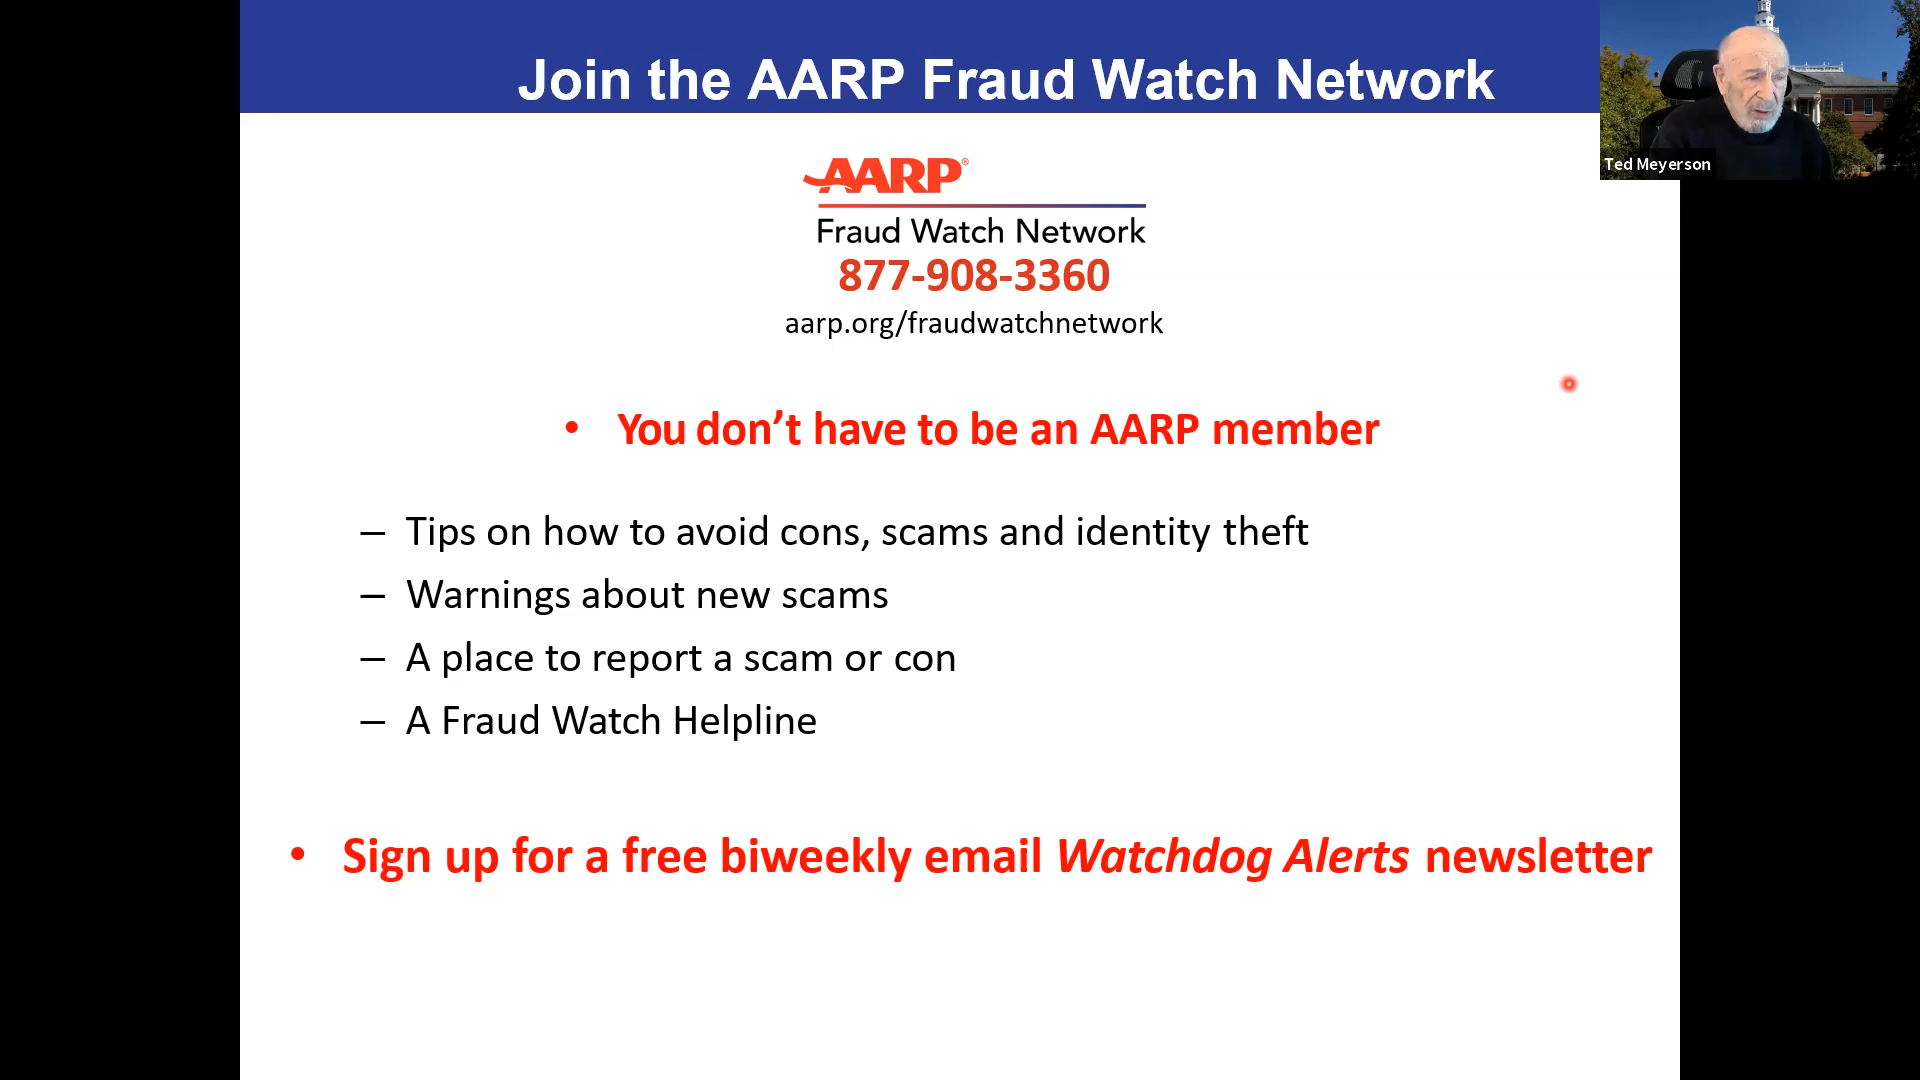 Join the AARP Fraud Watch Network
AARP®
Fraud Watch Network
877-908-3360
aarp.org/fraudwatchnetwork
Ted Meyerson
• You don’t have to be an AARP member
– Tips on how to avoid cons, scams and identity theft
– Warnings about new scams
– A place to report a scam or con
– A Fraud Watch Helpline
• Sign up for a free biweekly email Watchdog Alerts newsletter